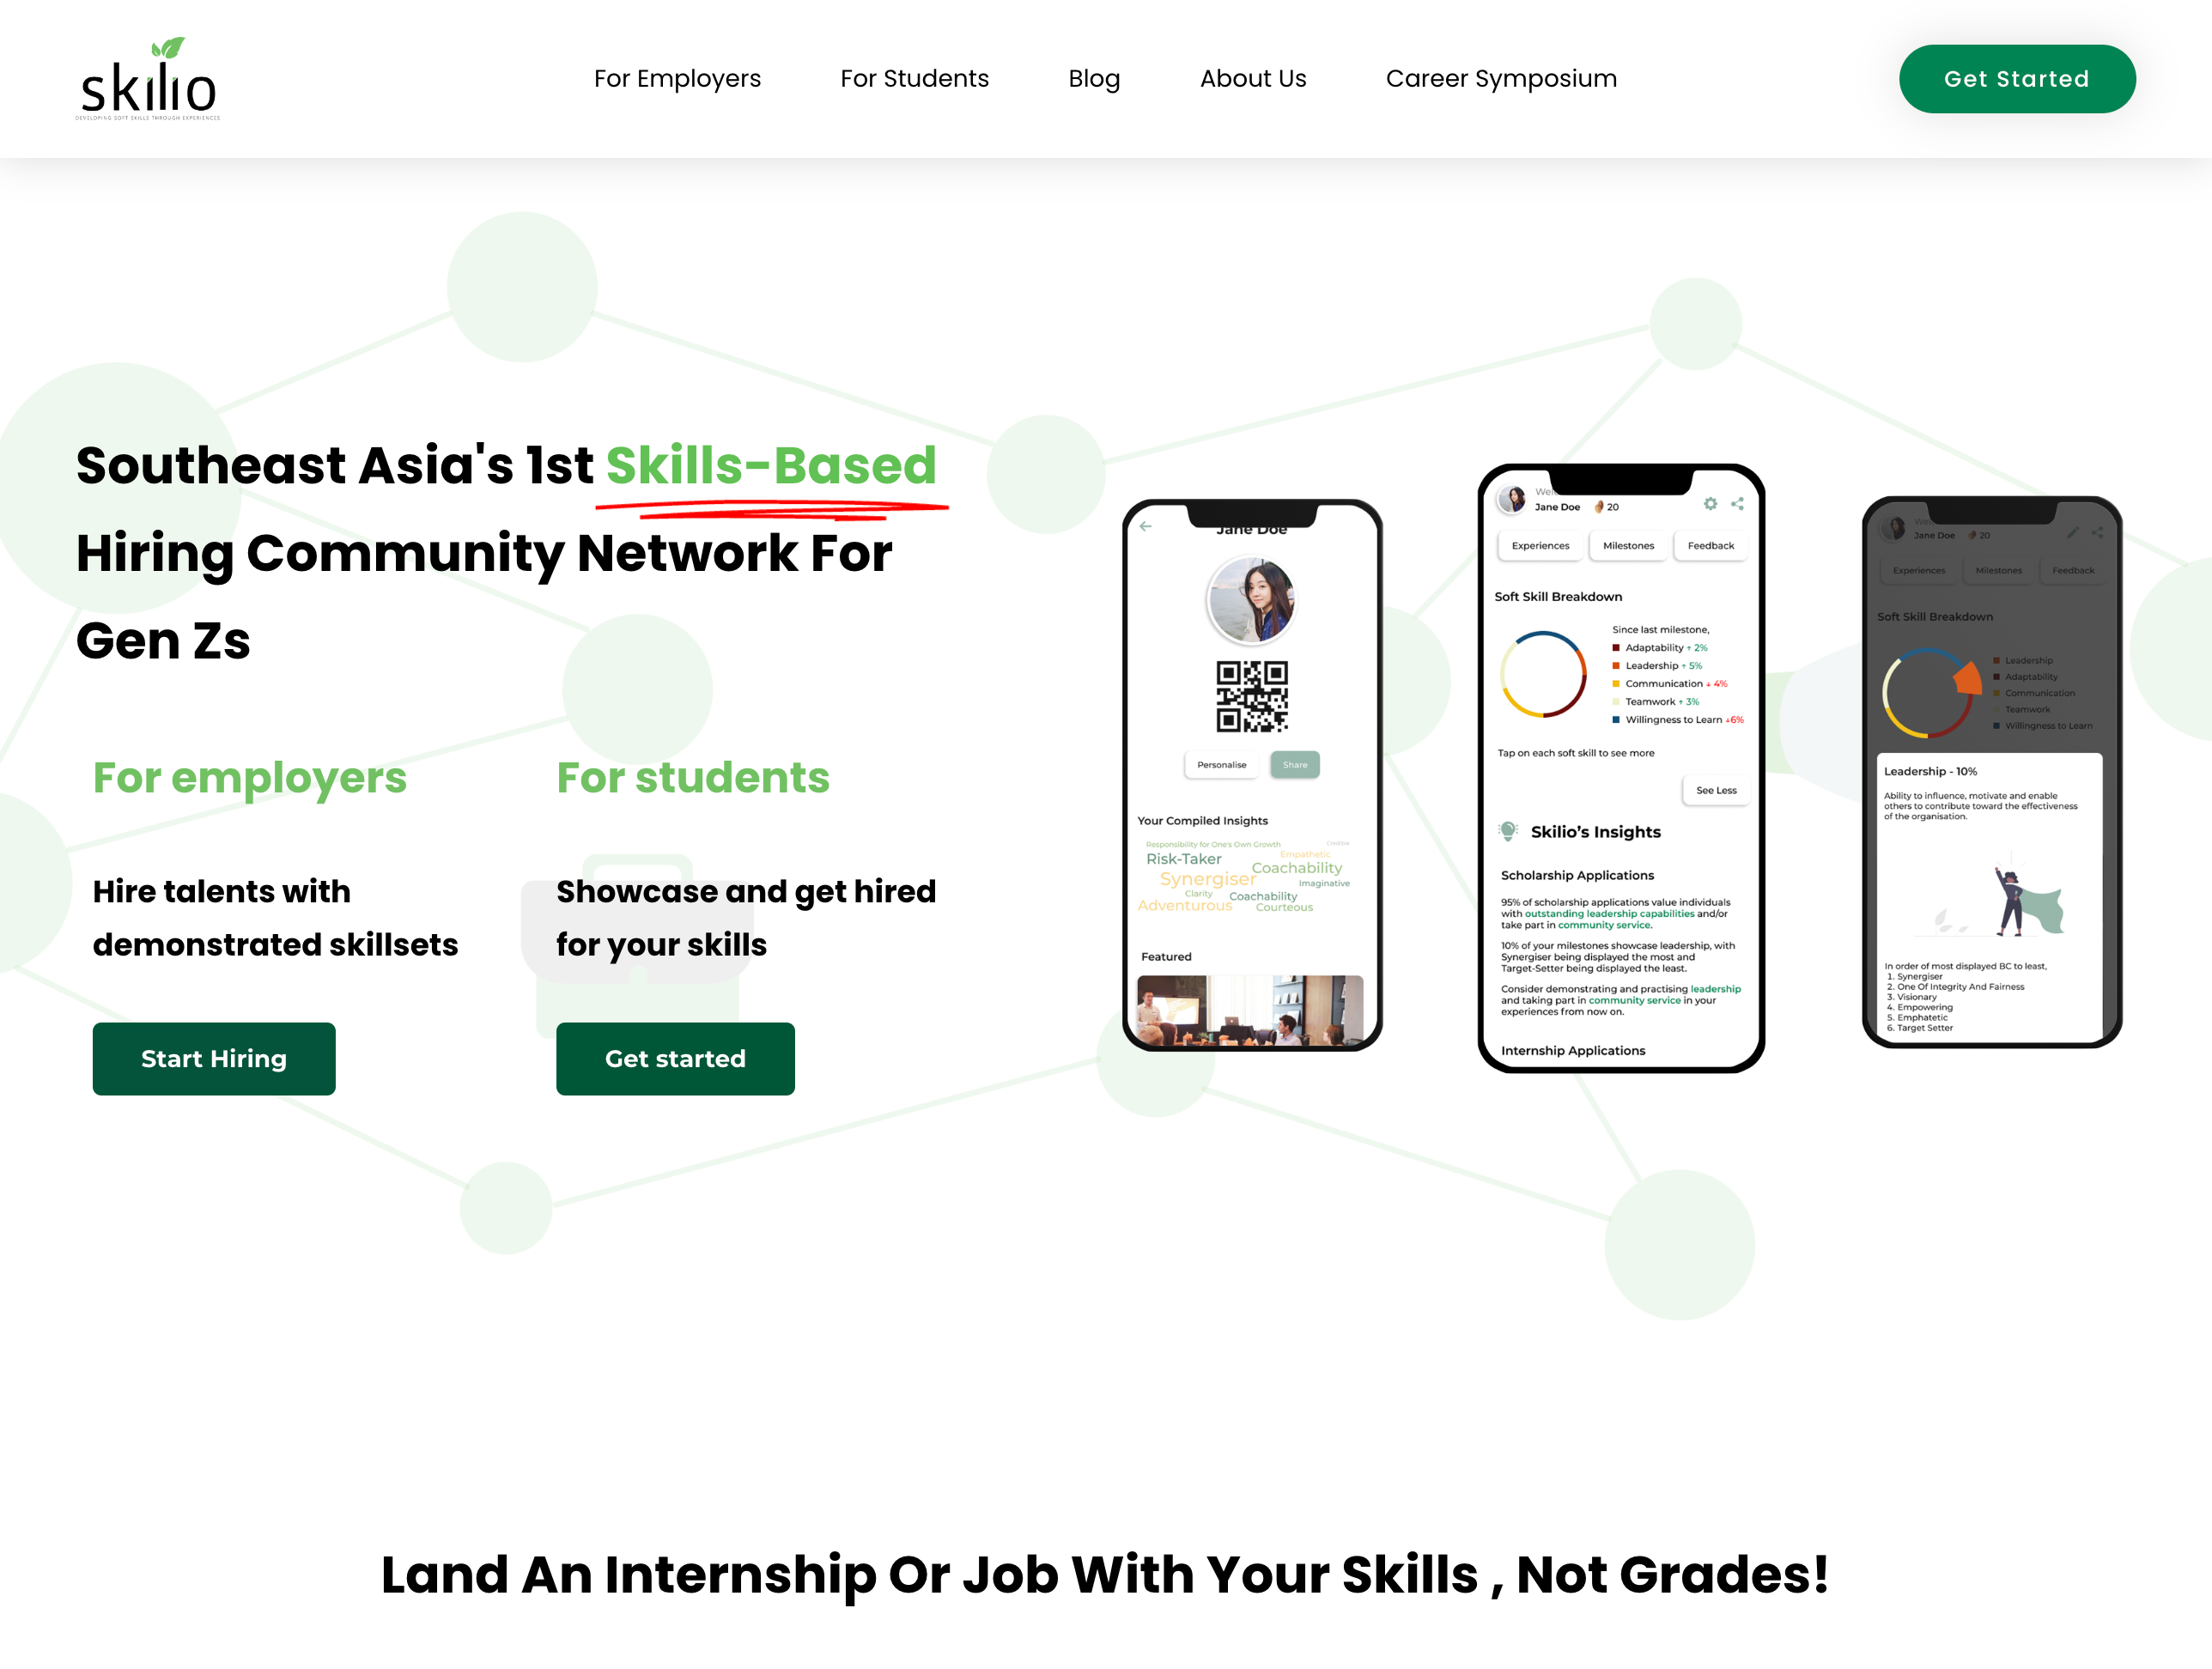 skilio
DEVELOPING SOFT SKILLS THROUGH EXPERIENCES
For Employers
For Students
Blog
About Us
Career Symposium
Get Started
Southeast Asia's 1st Skills-Based
Hiring Community Network For
Gen Zs
For employers
Hire talents with
demonstrated skillsets
Start Hiring
For students
Showcase and get hired
for your skills
Get started
Jane Doe
Personalise
Share
Your Compiled Insights
Responsibility for One's Own Growth
Credible
Risk-Taker
Empathetic
Coachability
Synergiser
Imaginative
Clarity
Coachability
Adventurous
Courteous
Featured
Jane Doe
20
Experiences
Milestones
Feedback
Soft Skill Breakdown
Since last milestone,
Adaptability ↑ 2%
Leadership ↑ 5%
Communication ↓ 4%
Teamwork ↑ 3%
Willingness to Learn ↓6%
Tap on each soft skill to see more
See Less
Skilio’s Insights
Scholarship Applications
95% of scholarship applications value individuals
with outstanding leadership capabilities and/or
take part in community service.
10% of your milestones showcase leadership, with
Synergiser being displayed the most and
Target-Setter being displayed the least.
Consider demonstrating and practising leadership
and taking part in community service in your
experiences from now on.
Internship Applications
Jane Doe
20
Experiences
Milestones
Feedback
Soft Skill Breakdown
Leadership
Adaptability
Communication
Teamwork
Willingness to Learn
Leadership - 10%
Ability to influence, motivate and enable
others to contribute toward the effectiveness
of the organisation.
In order of most displayed BC to least,
1. Synergiser
2. One Of Integrity And Fairness
3. Visionary
4. Empowering
5. Emphatetic
6. Target Setter
Land An Internship Or Job With Your Skills , Not Grades!